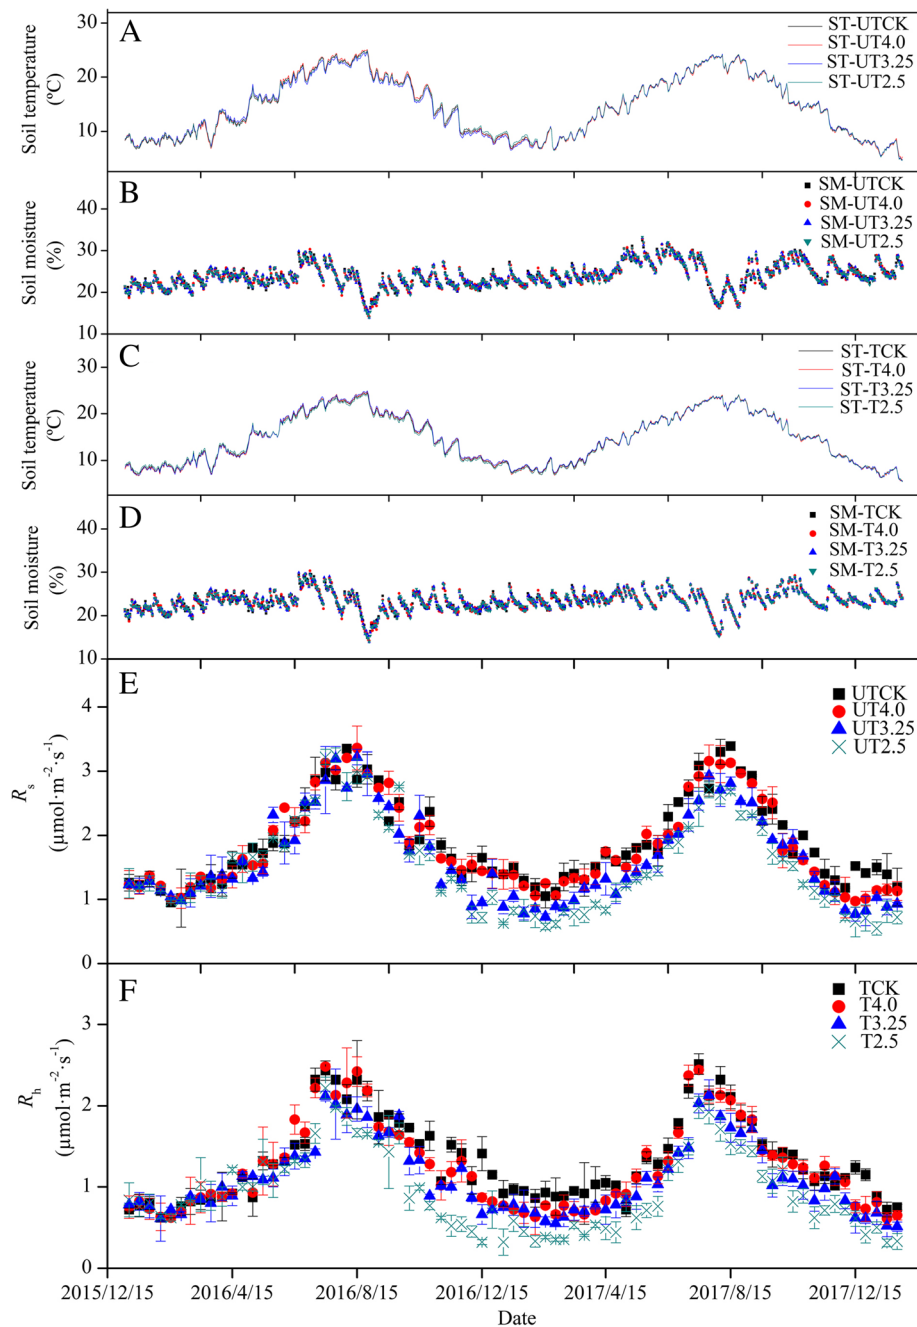 A
30
20
10
Soil temperature
(ºC)
ST-UTCK
ST-UT4.0
ST-UT3.25
ST-UT2.5
B
40
30
20
10
Soil moisture
(%)
SM-UTCK
SM-UT4.0
SM-UT3.25
SM-UT2.5
C
30
20
10
Soil temperature
(ºC)
ST-TCK
ST-T4.0
ST-T3.25
ST-T2.5
D
40
30
20
10
Soil moisture
(%)
SM-TCK
SM-T4.0
SM-T3.25
SM-T2.5
E
4
3
2
1
0
Rs
(μmol·m⁻²·s⁻¹)
UTCK
UT4.0
UT3.25
UT2.5
F
3
2
1
0
Rh
(μmol·m⁻²·s⁻¹)
TCK
T4.0
T3.25
T2.5
2015/12/15 2016/4/15 2016/8/15 2016/12/15 2017/4/15 2017/8/15 2017/12/15
Date